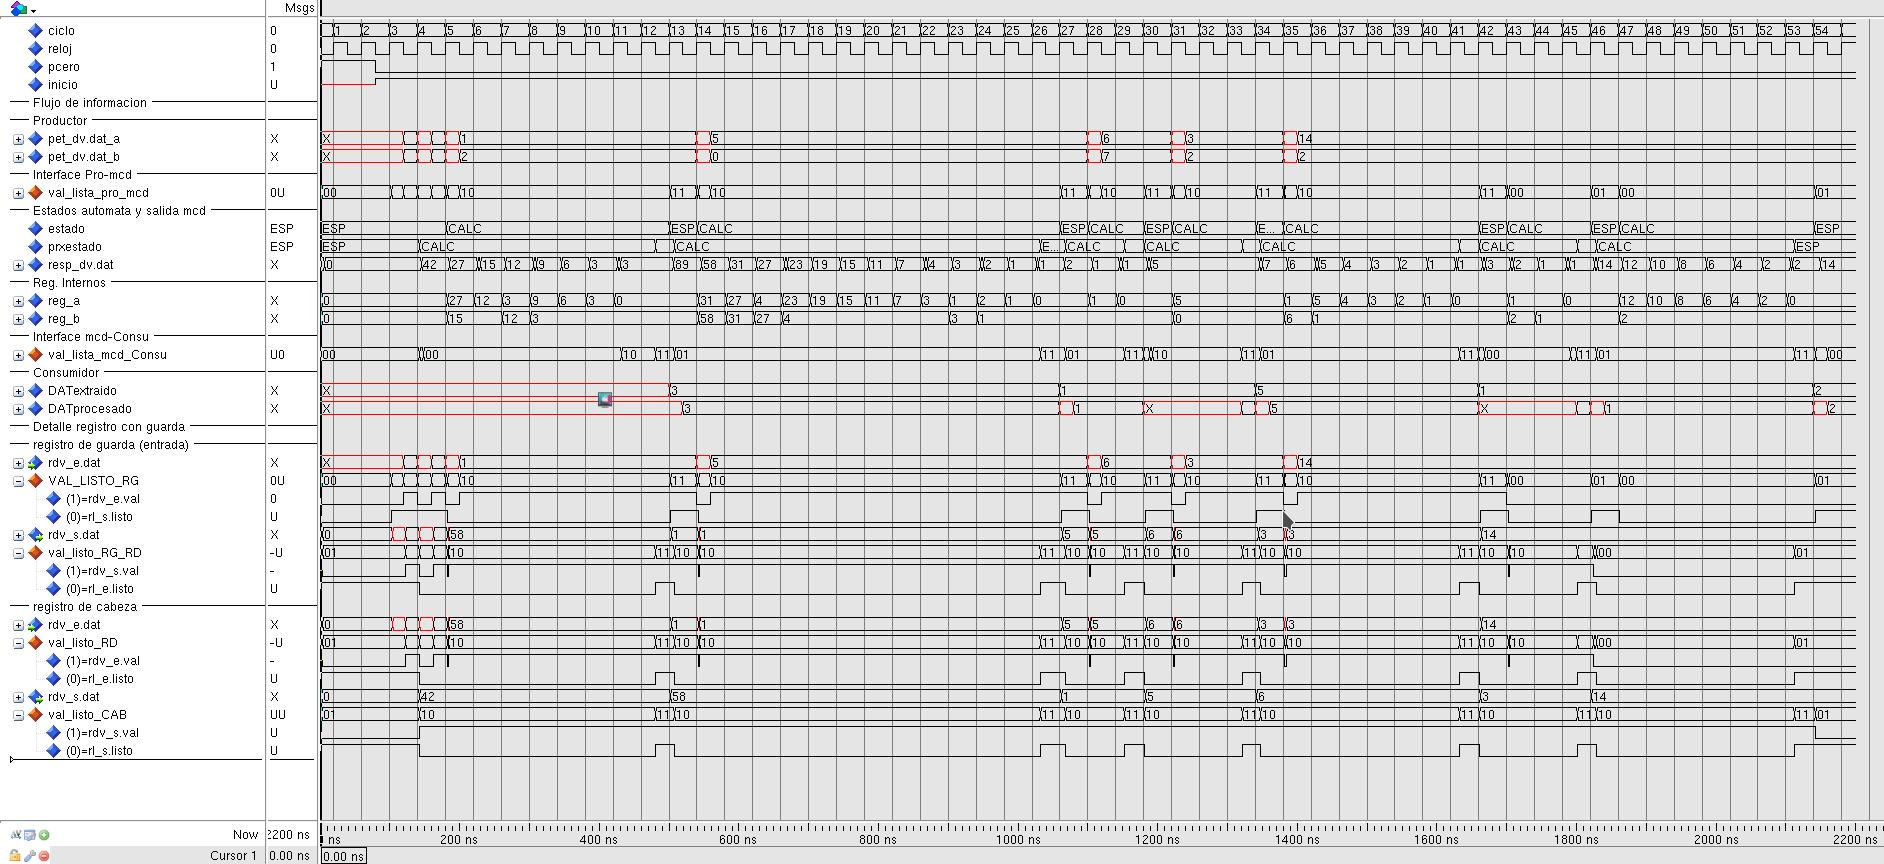 Msgs
ciclo 0 1 2 3 4 5 6 7 8 9 10 11 12 13 14 15 16 17 18 19 20 21 22 23 24 25 26 27 28 29 30 31 32 33 34 35 36 37 38 39 40 41 42 43 44 45 46 47 48 49 50 51 52 53 54
reloj 0
pcero 1
inicio U
Flujo de informacion
Productor
pet_dv.dat_a X X 1 5 6 3 14
pet_dv.dat_b X X 2 0 7 2 2
Interface Pro-mcd
val_lista_pro_mcd 0U 00 10 11 10 11 10 11 10 11 10 11 00 01 00 01
Estados automata y salida mcd
estado ESP ESP CALC ESP CALC ESP CALC ESP CALC E... CALC ESP CALC ESP CALC ESP
prxestado ESP ESP CALC CALC E... CALC CALC CALC CALC CALC ESP
resp_dv.dat X 0 42 27 15 12 9 6 3 3 89 58 31 27 23 19 15 11 7 4 3 2 1 1 2 1 1 5 7 6 5 4 3 2 1 1 3 2 1 1 14 12 10 8 6 4 2 2 14
Reg. Internos
reg_a X 0 27 12 3 9 6 3 0 31 27 4 23 19 15 11 7 3 1 2 1 0 1 0 5 1 5 4 3 2 1 0 1 0 12 10 8 6 4 2 0
reg_b X 0 15 12 3 58 31 27 4 3 1 0 6 1 2 1 2
Interface mcd-Consu
val_lista_mcd_Consu U0 00 00 10 11 01 11 01 11 10 11 01 11 00 11 01 11 00
Consumidor
DATextraido X X 3 1 5 1 2
DATprocesado X X 3 1 X 5 X 1 2
Detalle registro con guarda
registro de guarda (entrada)
rdv_e.dat X X 1 5 6 3 14
VAL_LISTO_RG 0U 00 10 11 10 11 10 11 10 11 10 11 00 01 00 01
(1)=rdv_e.val 0
(0)=rl_s.listo U
rdv_s.dat X 0 58 1 1 5 5 6 6 3 3 14
val_listo_RG_RD -U 01 10 11 10 10 11 10 10 11 10 10 11 10 10 11 10 10 00 01
(1)=rdv_s.val -
(0)=rl_e.listo U
registro de cabeza
rdv_e.dat X 0 58 1 1 5 5 6 6 3 3 14
val_listo_RD -U 01 10 11 10 10 11 10 10 11 10 10 11 10 10 11 10 10 00 01
(1)=rdv_e.val -
(0)=rl_e.listo U
rdv_s.dat X 0 42 58 1 5 6 3 14
val_listo_CAB UU 01 10 11 10 11 10 11 10 11 10 11 10 11 10 11 01
(1)=rdv_s.val U
(0)=rl_s.listo U
Now 2200 ns ns 200 ns 400 ns 600 ns 800 ns 1000 ns 1200 ns 1400 ns 1600 ns 1800 ns 2000 ns 2200 ns
Cursor 1 0.00 ns 0.00 ns